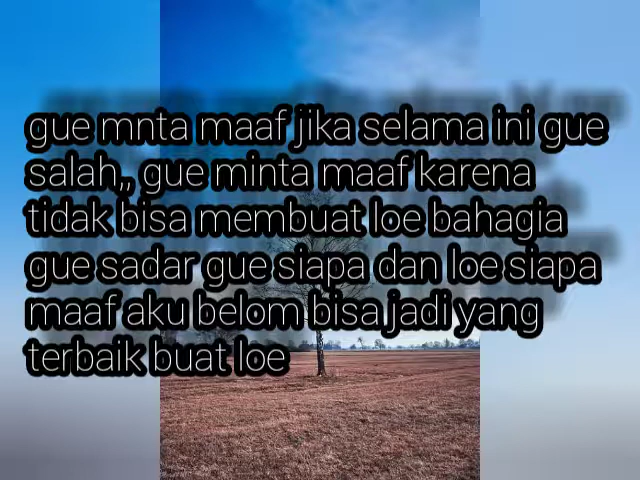 gue mnta maaf jika selama ini gue
salah,, gue minta maaf karena
tidak bisa membuat loe bahagia
gue sadar gue siapa dan loe siapa
maaf aku belom bisa jadi yang
terbaik buat loe